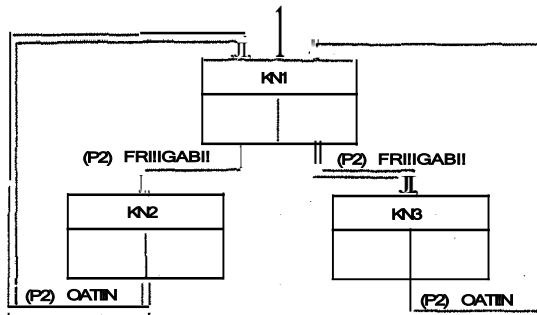 KN1
(P2) FRIIIGABII
(P2) FRIIIGABII
KN2
KN3
(P2) OATIIN
(P2) OATIIN